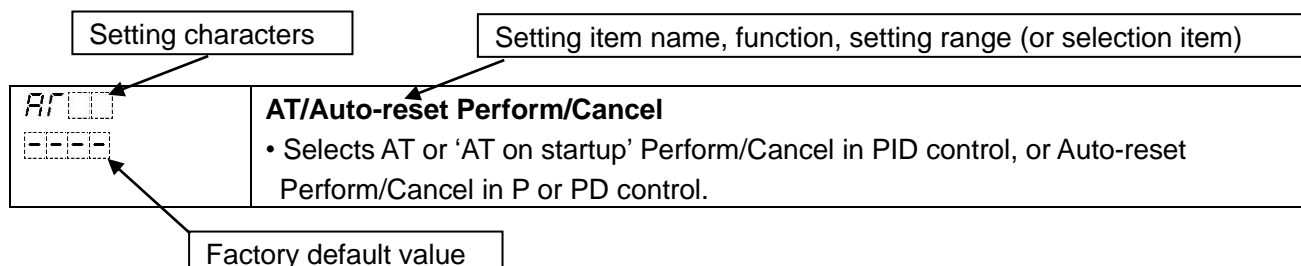 Setting characters
Setting item name, function, setting range (or selection item)
AT
AT/Auto-reset Perform/Cancel
----
• Selects AT or ‘AT on startup’ Perform/Cancel in PID control, or Auto-reset
Perform/Cancel in P or PD control.
Factory default value